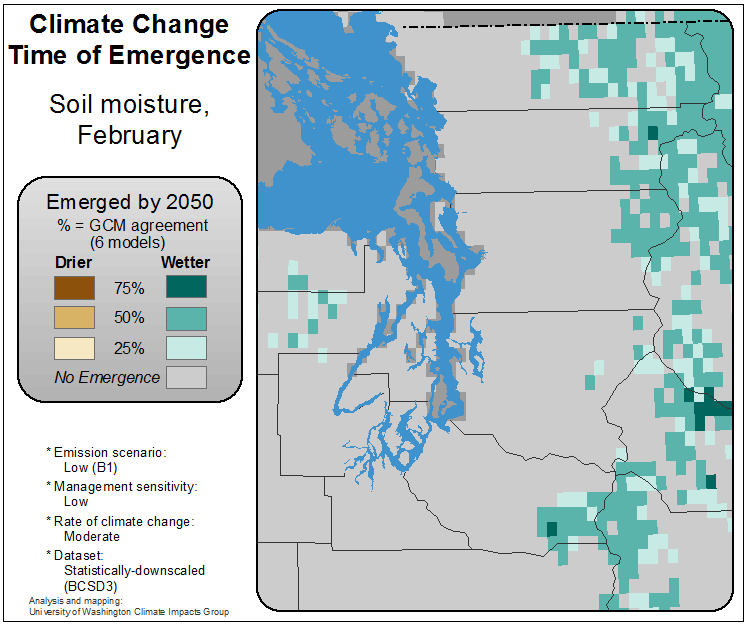 Climate Change
Time of Emergence
Soil moisture,
February
Emerged by 2050
% = GCM agreement
(6 models)
Drier Wetter
75%
50%
25%
No Emergence
* Emission scenario:
Low (B1)
* Management sensitivity:
Low
* Rate of climate change:
Moderate
* Dataset:
Statistically-downscaled
(BCSD3)
Analysis and mapping:
University of Washington Climate Impacts Group